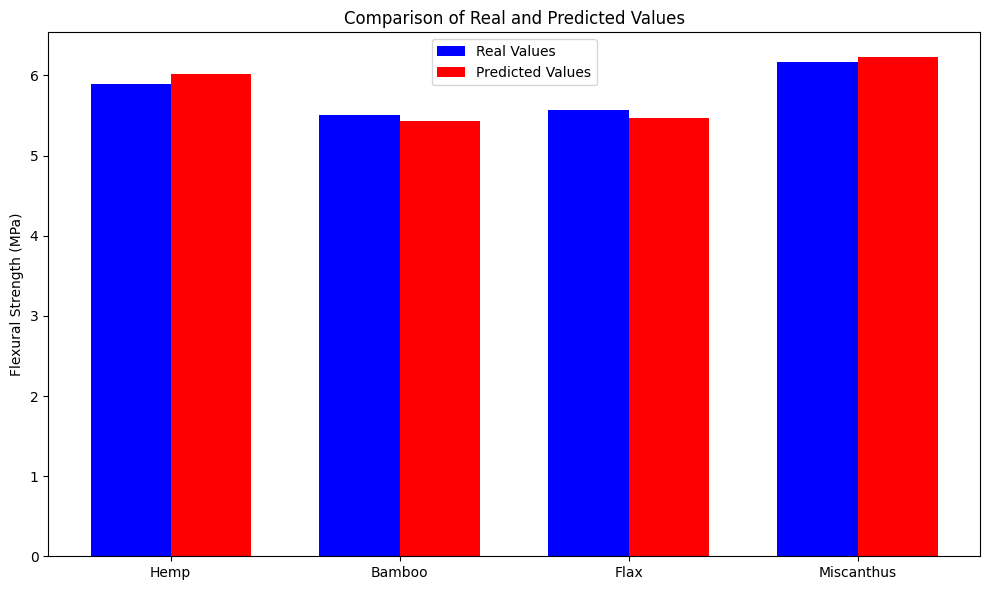 Comparison of Real and Predicted Values
Real Values
Predicted Values
Flexural Strength (MPa)
6
5
4
3
2
1
0
Hemp Bamboo Flax Miscanthus